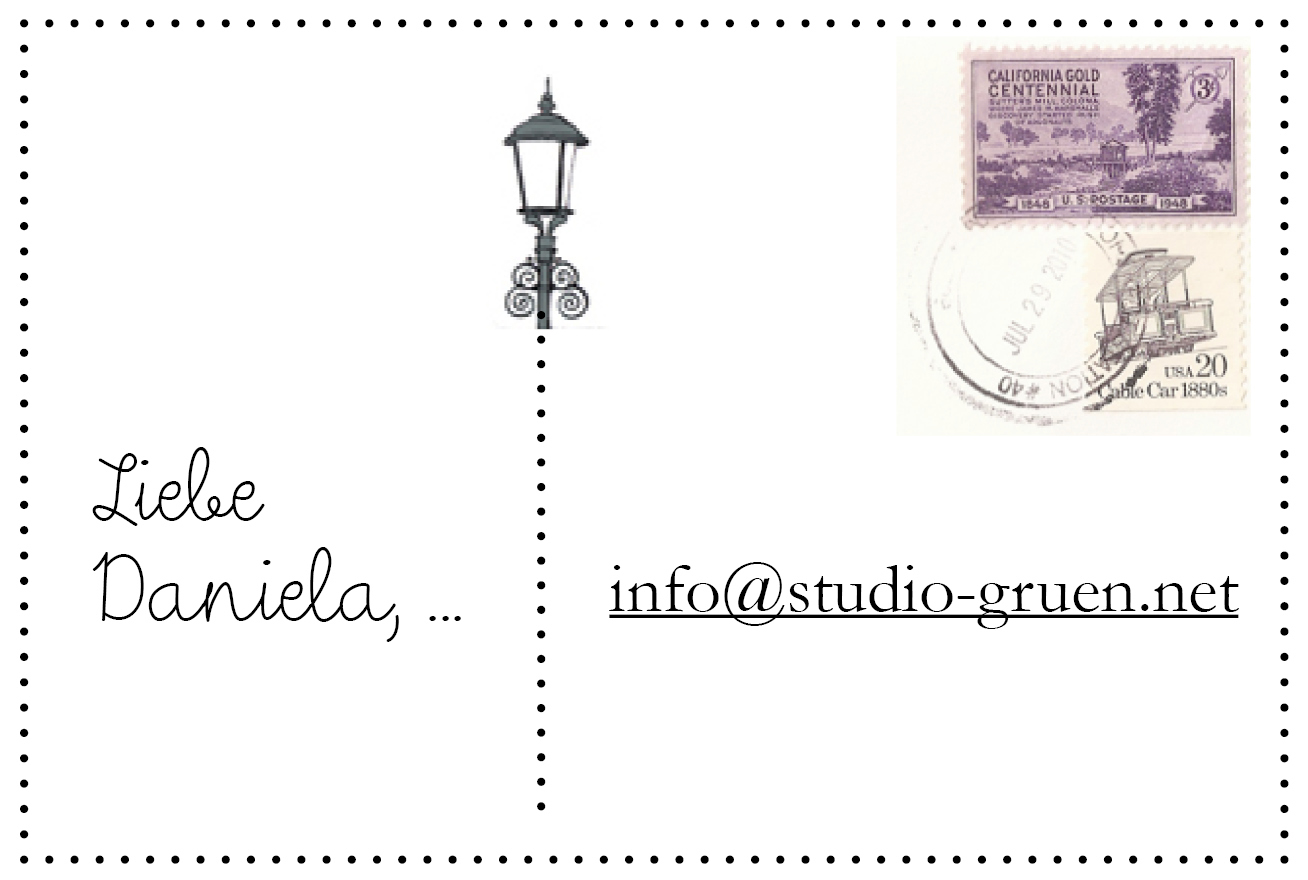 CALIFORNIA GOLD
CENTENNIAL
SUTTER'S MILL, COLOMA
WHERE JAMES W. MARSHALL'S
DISCOVERY STARTED RUSH
OF ARGONAUTS
3¢
1848 U.S. POSTAGE 1948
JUL 29 2010
STATION #40
USA 20
Cable Car 1880s
Liebe
Daniela, ...
info@studio-gruen.net